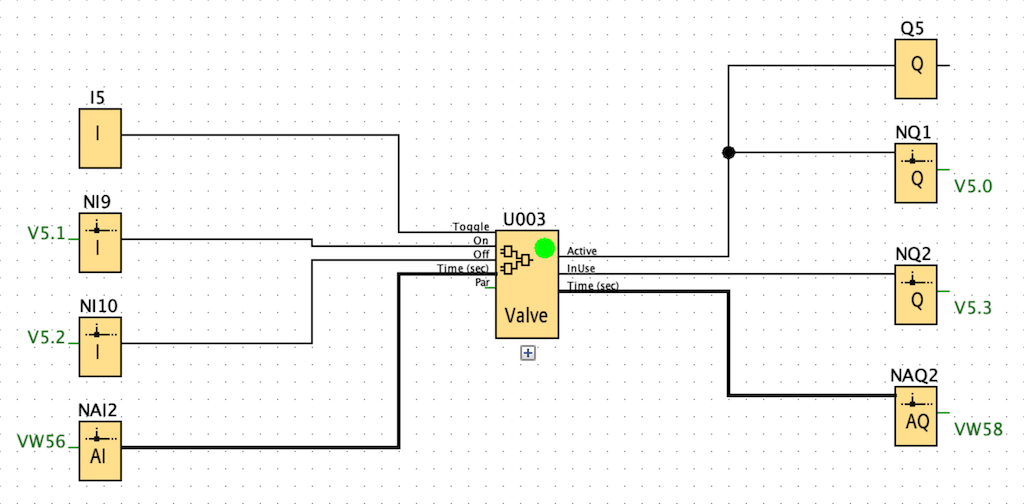 Q5
Q
I5
I
NQ1
Q
V5.0
NI9
V5.1
I
U003
Toggle
On
Off
Time (sec)
Par
Active
InUse
Time (sec)
Valve
NQ2
Q
V5.3
NI10
V5.2
I
NAQ2
AQ
VW58
NAI2
VW56
AI